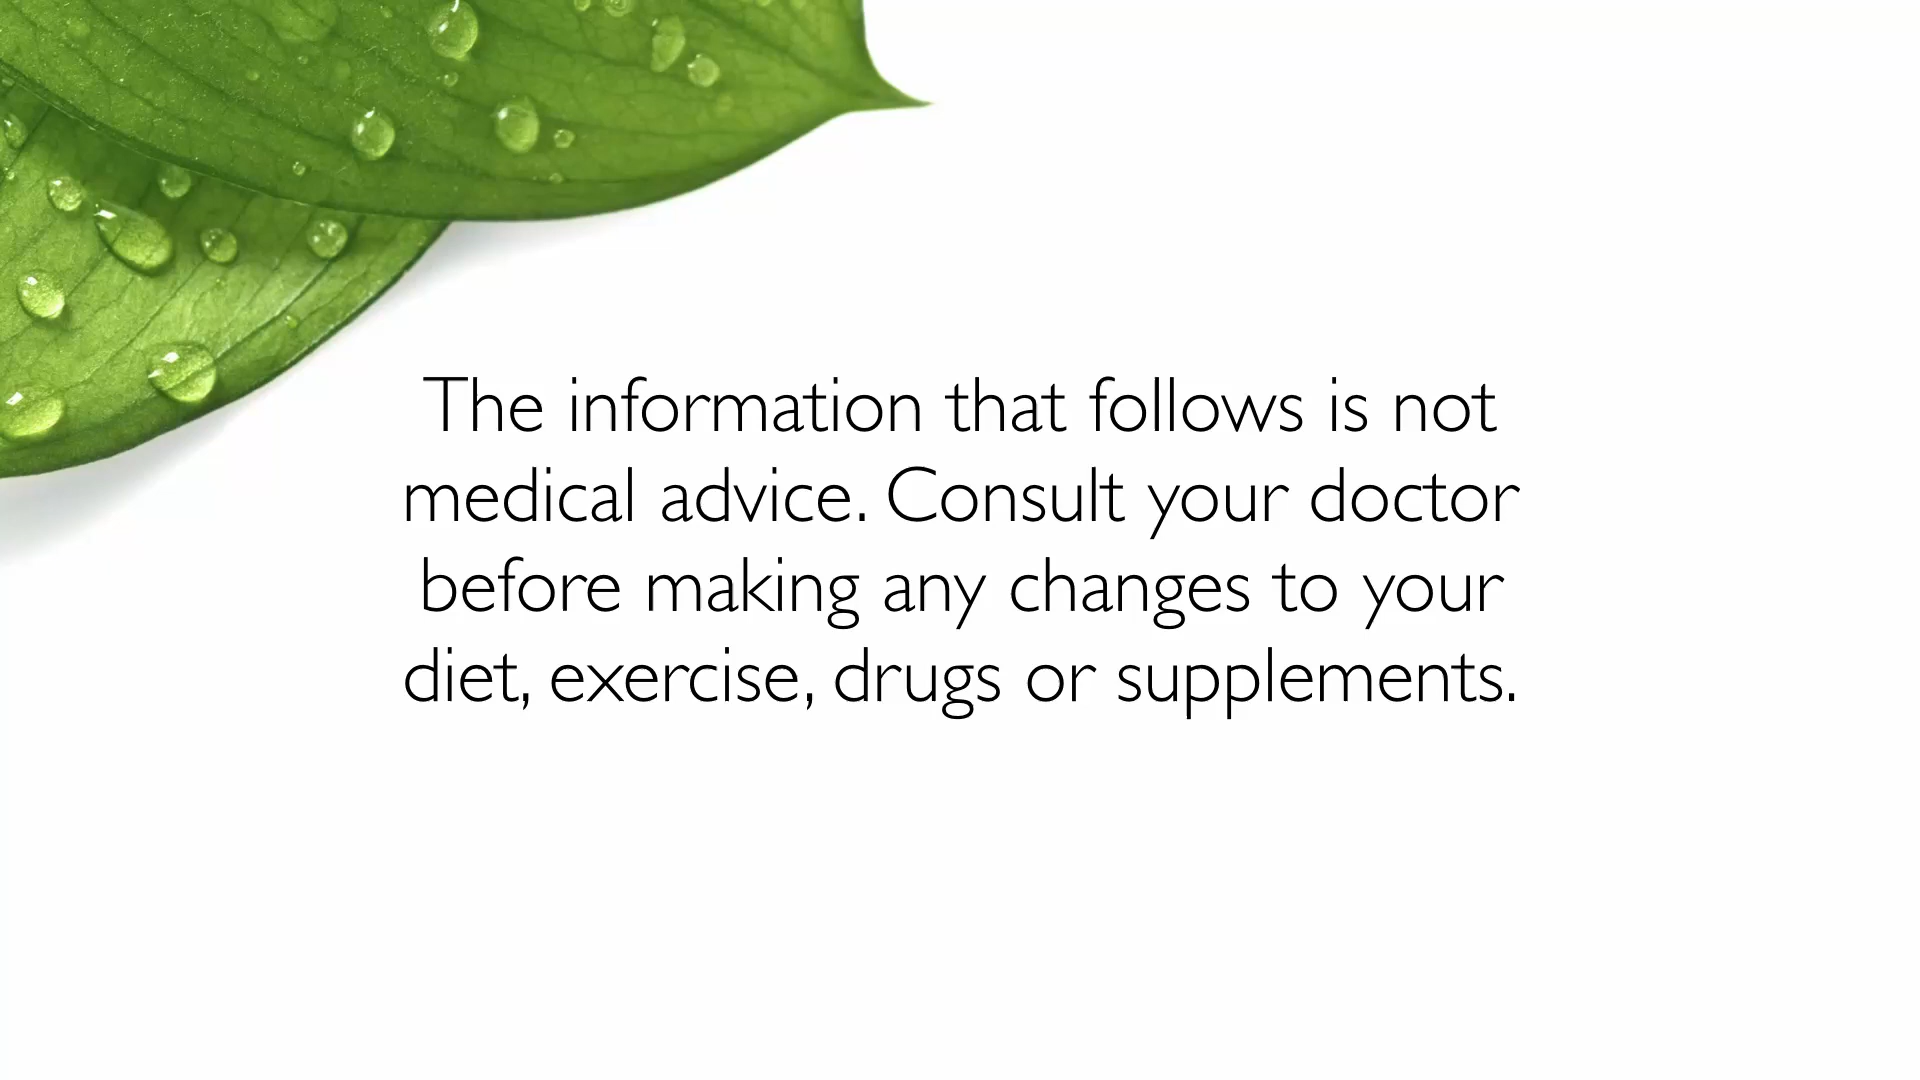 The information that follows is not
medical advice. Consult your doctor
before making any changes to your
diet, exercise, drugs or supplements.